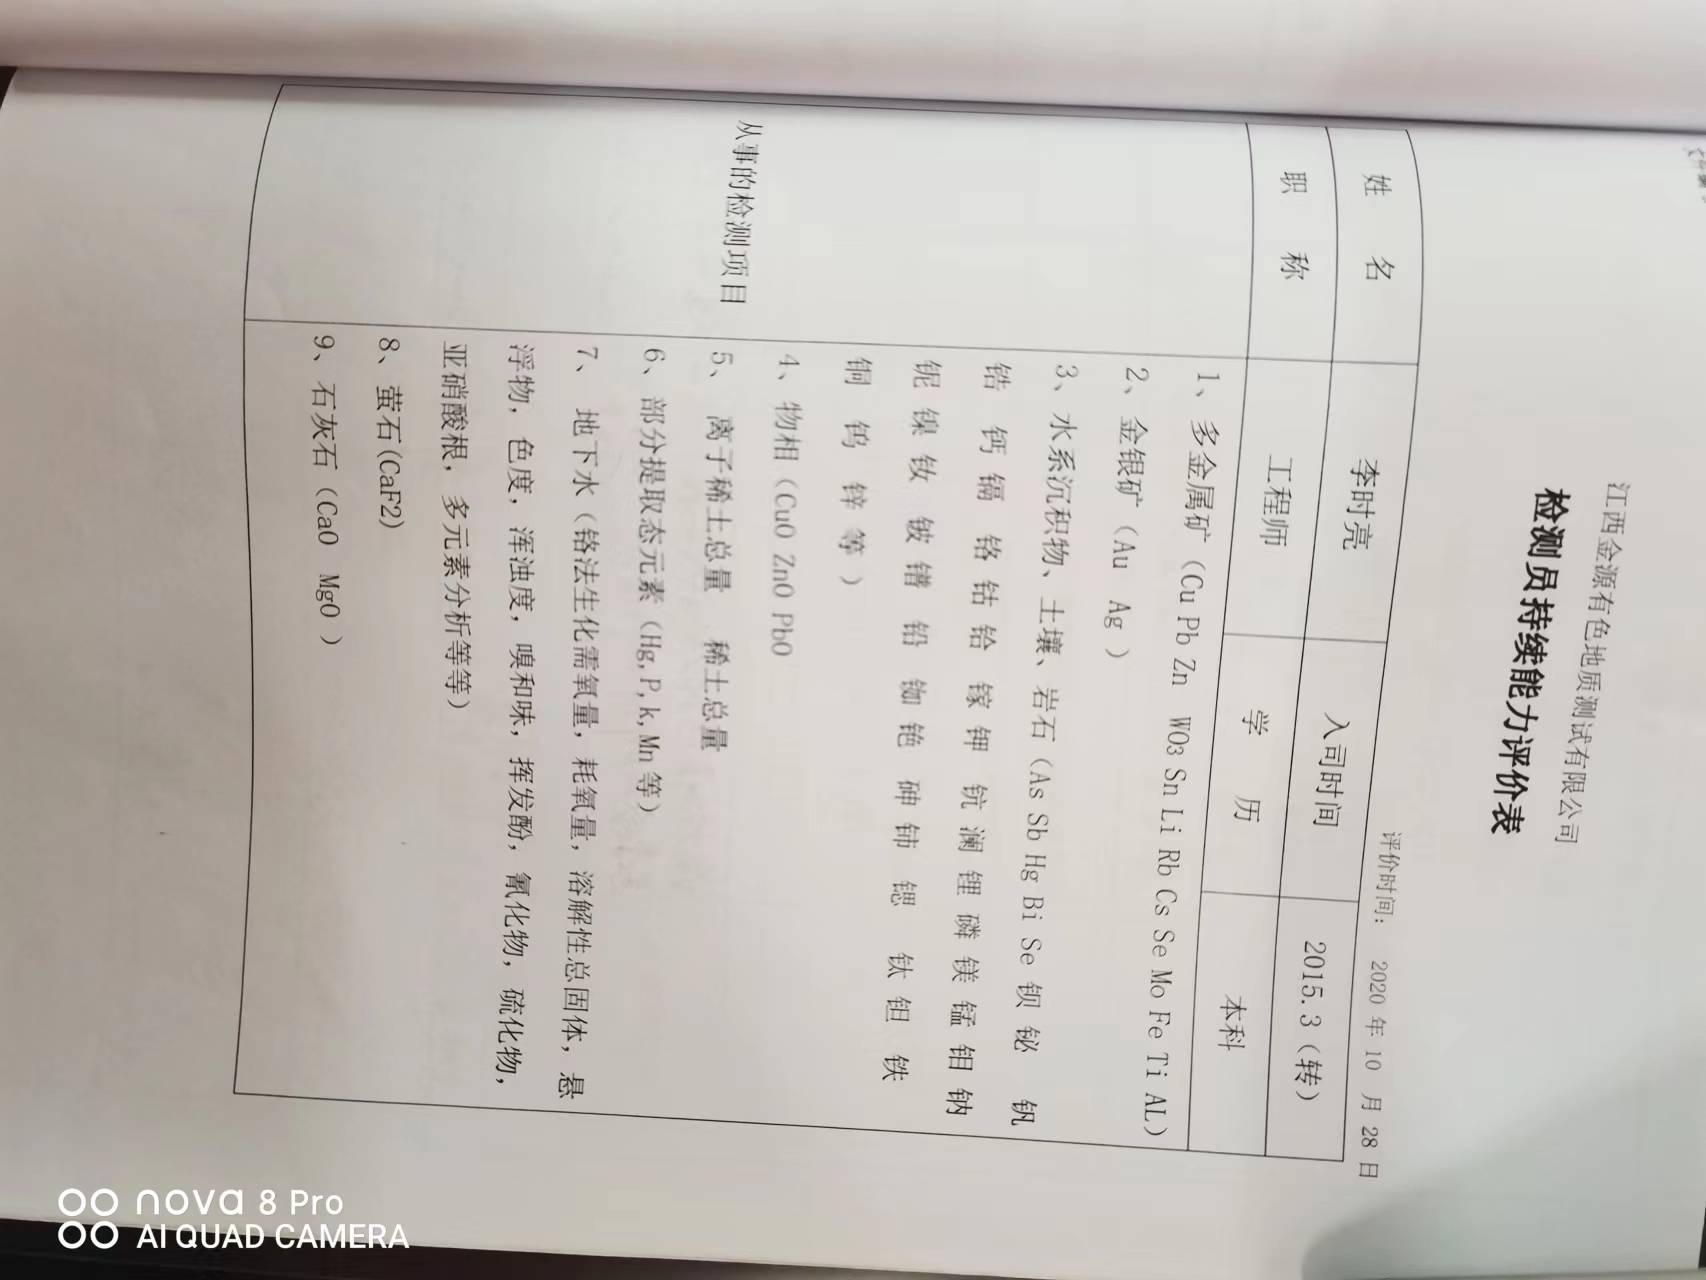 江西金源有色地质测试有限公司
检测员持续能力评价表
评价时间: 2020 年 10 月 28 日
姓 名 李时亮 入司时间 2015.3(转)
职 称 工程师 学 历 本科
从事的检测项目
1、多金属矿(Cu Pb Zn WO3 Sn Li Rb Cs Se Mo Fe Ti AL)
2、金银矿(Au Ag )
3、水系沉积物、土壤、岩石(As Sb Hg Bi Se 钡 铋 钒
锆 钙 镉 铬 钴 铪 镓 钾 钪 澜 锂 磷 镁 锰 钼 钠
铌 镍 钕 铍 镨 铅 铷 铯 砷 铈 锶 钛 钽 铁
铜 钨 锌 等 )
4、物相(CuO ZnO PbO
5、 离子稀土总量 稀土总量
6、部分提取态元素(Hg,P,k,Mn等)
7、 地下水(铬法生化需氧量,耗氧量,溶解性总固体,悬
浮物,色度,浑浊度,嗅和味,挥发酚,氰化物,硫化物,
亚硝酸根,多元素分析等等)
8、萤石(CaF2)
9、石灰石(CaO MgO )
nova 8 Pro
AI QUAD CAMERA